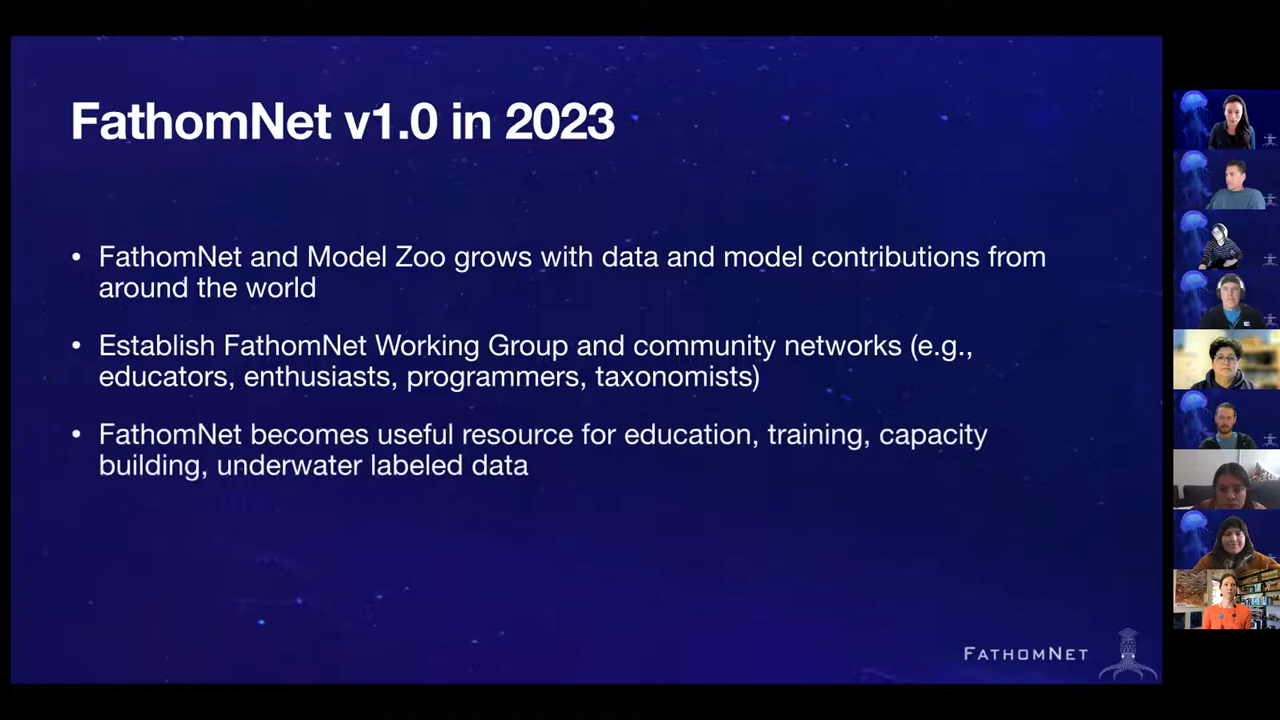 FathomNet v1.0 in 2023
• FathomNet and Model Zoo grows with data and model contributions from
around the world
• Establish FathomNet Working Group and community networks (e.g.,
educators, enthusiasts, programmers, taxonomists)
• FathomNet becomes useful resource for education, training, capacity
building, underwater labeled data
FATHOMNET